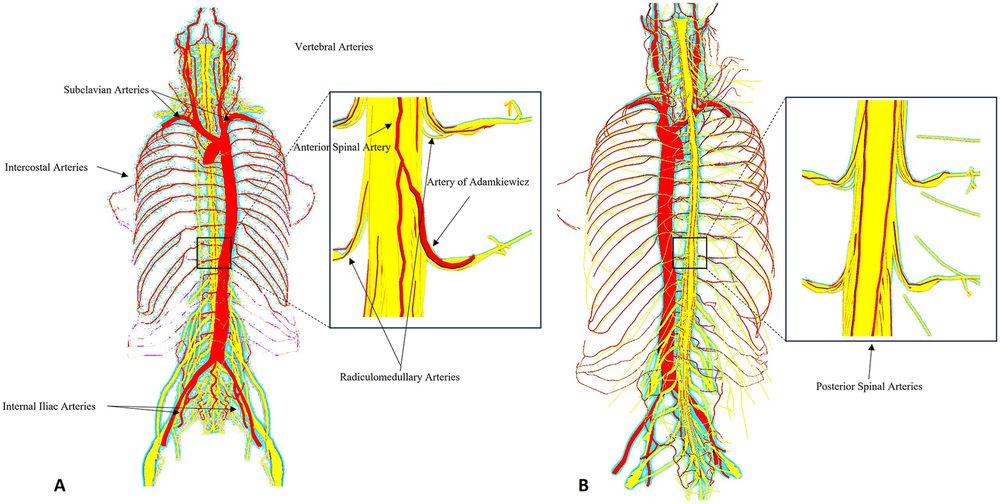 Vertebral Arteries
Subclavian Arteries
Intercostal Arteries
Anterior Spinal Artery
Artery of Adamkiewicz
Radiculomedullary Arteries
Internal Iliac Arteries
A
Posterior Spinal Arteries
B